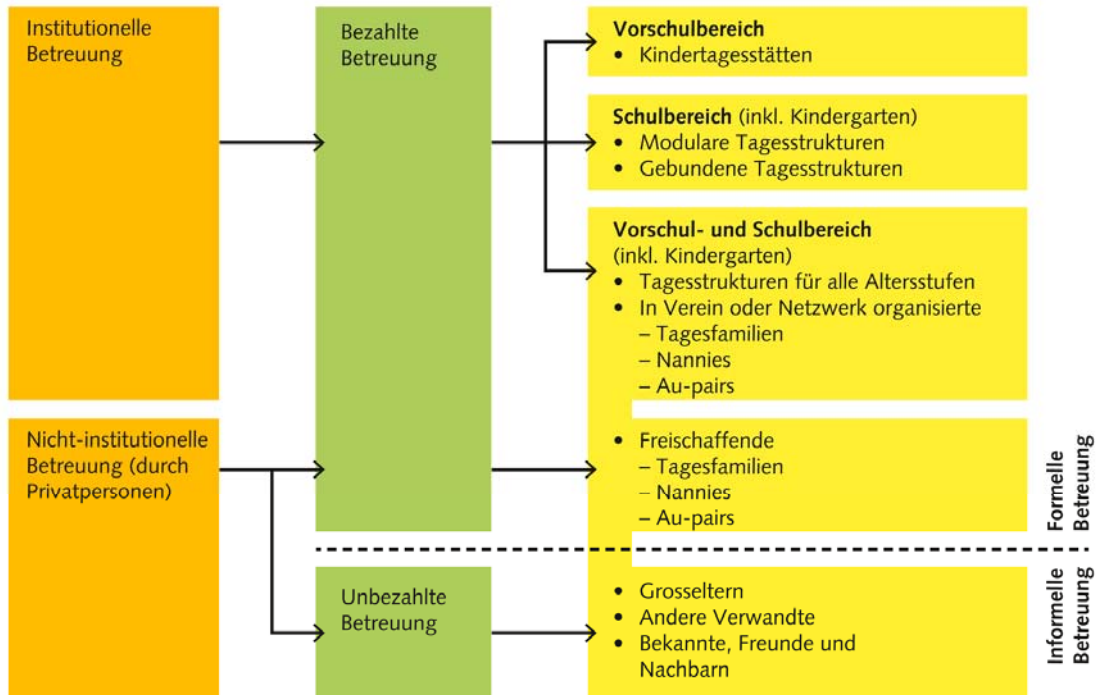 Institutionelle
Betreuung
Bezahlte
Betreuung
Vorschulbereich
• Kindertagesstätten
Schulbereich (inkl. Kindergarten)
• Modulare Tagesstrukturen
• Gebundene Tagesstrukturen
Vorschul- und Schulbereich
(inkl. Kindergarten)
• Tagesstrukturen für alle Altersstufen
• In Verein oder Netzwerk organisierte
– Tagesfamilien
– Nannies
– Au-pairs
Nicht-institutionelle
Betreuung (durch
Privatpersonen)
• Freischaffende
– Tagesfamilien
– Nannies
– Au-pairs
Formelle
Betreuung
Unbezahlte
Betreuung
• Grosseltern
• Andere Verwandte
• Bekannte, Freunde und
Nachbarn
Informelle
Betreuung